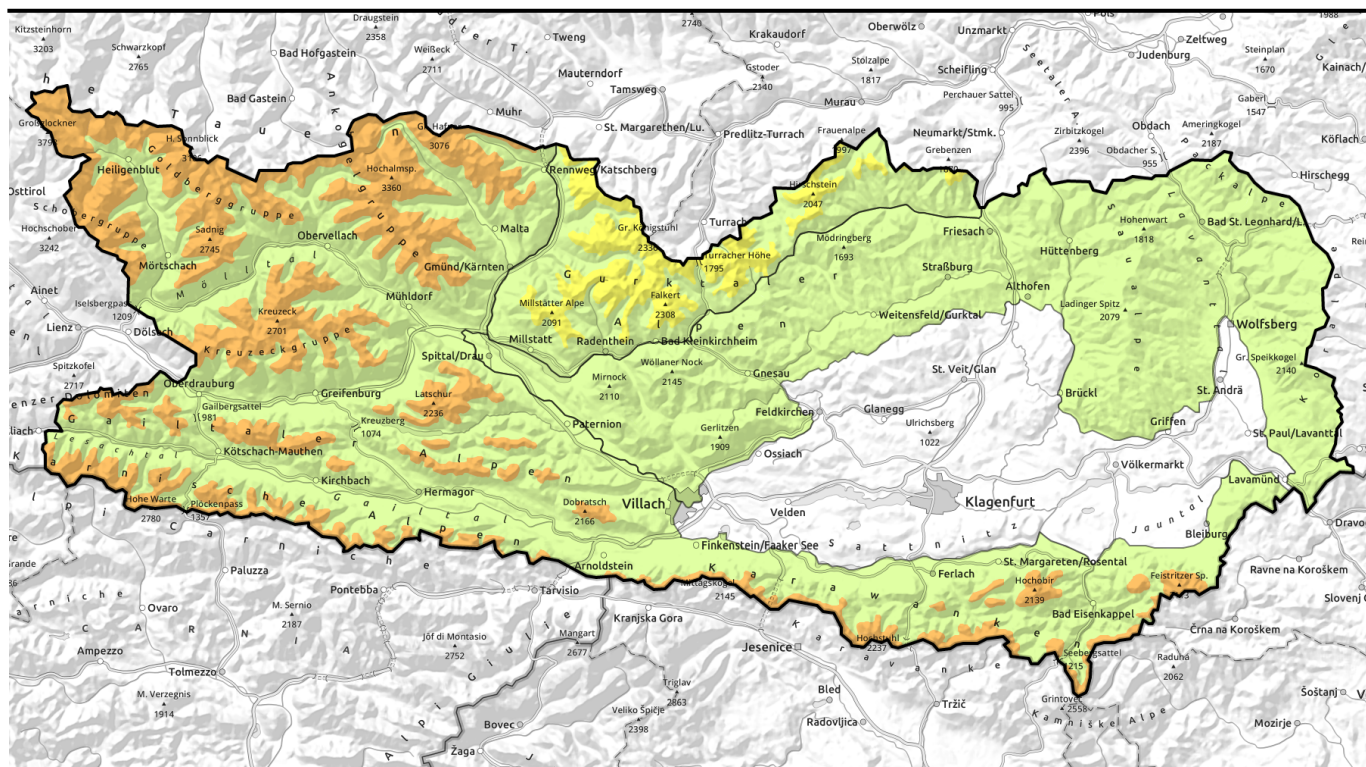 Kitzsteinhorn
3203
Schwarzkopf
2765
Bad Hofgastein
Draugstein
2358
Weißeck
2711
Tweng
2740
Krakaudorf
Oberwölz
Unzmarkt
Pöls
Zeltweg
Judenburg
1988
Steinplan
1670
Kainach/
Mauterndorf
Tamsweg
Gstoder
2140
Stolzalpe
1817
Scheifling
Seetaler A
Bad Gastein
Muhr
St. Margarethen/Lu.
Predlitz-Turrach
Murau
Perchauer Sattel
995
Neumarkt/Stmk.
Zirbitzkogel
2396
Obdach
Obdacher S.
955
Ameringkogel
2187
Gaberl
1547
Köflach
Hirschegg
Packalpe
Großglockner
H. Sonnblick
Heiligenblut
Goldberggruppe
Ankogelgruppe
3076
Hochalmsp.
3360
Rennweg/Katschberg
Frauenalpe
1997
Grebenzen
Hirschstein
2047
Osttirol
Schobergruppe
Hochschober
3242
Sadnig
2745
Obervellach
Malta
Gr. Königstuhl
2336
Turrach
Turracher Höhe
1795
Mödringberg
1693
Friesach
Hüttenberg
Hohenwart
1818
Bad St. Leonhard/L.
Saualpe
Lavanttal
Mörtschach
Mölltal
Gmünd/Kärnten
Gurktaler
Alpen
Straßburg
Althofen
Ainet
Iselsbergpass
1209
Lienz
Dölsach
Kreuzeck
2701
Kreuzeckgruppe
Mühldorf
Millstätter Alpe
2091
Falkert
2308
Weitensfeld/Gurktal
Ladinger Spitz
2079
Wolfsberg
Millstatt
Radenthein
Bad Kleinkirchheim
Spittal/Drau
Wöllaner Nock
2145
Gnesau
Mirnock
2110
St. Veit/Glan
Gr. Speikkogel
2140
Koralpe
Spitzkofel
2717
Oberdrauburg
Greifenburg
Latschur
2236
Gailbergsattel
981
Kreuzberg
1074
Feldkirchen
Glanegg
Ulrichsberg
1022
Brückl
St. Andrä
Griffen
Gailtaler
Alpen
Paternion
Gerlitzen
1909
Ossiach
St. Paul/Lavanttal
Lesachtal
Kötschach-Mauthen
Kirchbach
Hermagor
Völkermarkt
Lavamünd
Karnische
Alpen
Gailtal
Hohe Warte
2780
Plöckenpass
1357
Dobratsch
2166
Villach
Velden
Klagenfurt
Sattnitz
Jauntal
Bleiburg
Dravo
Finkenstein/Faaker See
Arnoldstein
St. Margareten/Rosental
Ferlach
Karawanken
Mittagskogel
2145
Hochobir
2139
Feistritzer Sp.
Bad Eisenkappel
Ravne na Koroškem
Slovenj G
Črna na Koroškem
Carniche
Paluzza
Pontebba
Tarvisio
Ovaro
M. Sernio
2187
CARNIA
Jôf di Montasio
2752
Alpi Giulie
Mangart
2677
Kranjska Gora
Jesenice
Karavanke
Hochstuhl
2237
Seebergsattel
1215
Raduha
2062
Ampezzo
Tolmezzo
Triglav
2863
Bled
Grintovec
2558
Kamniške Alpe
Šoštanj
V
M. Verzegnis
1914
Bovec
Veliko Špičje
2398
Radovljica
Tržič
Mozirje
Žaga